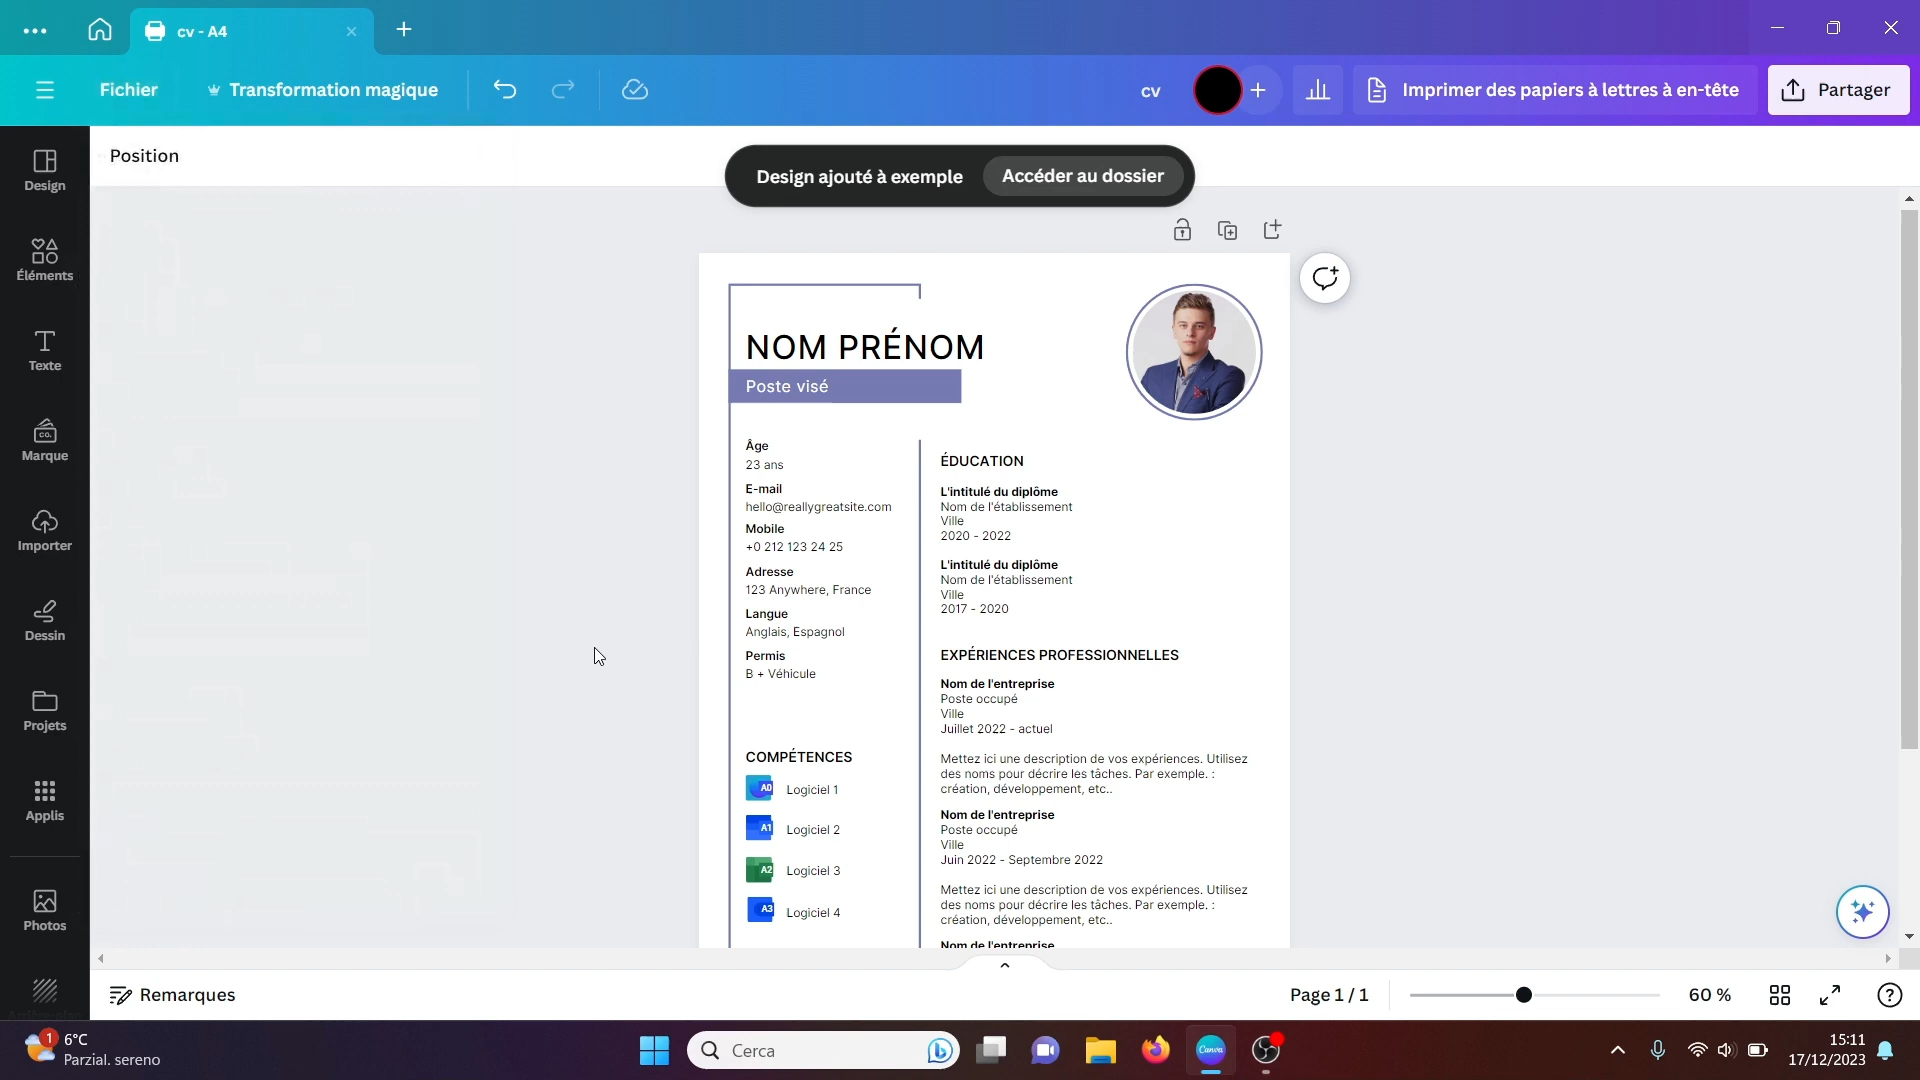 cv - A4
Fichier
Transformation magique
cv
Imprimer des papiers à lettres à en-tête
Partager
Position
Design ajouté à exemple
Accéder au dossier
Design
Éléments
Texte
Marque
CO.
Importer
Dessin
Projets
Applis
Photos
NOM PRÉNOM
Poste visé
Âge
23 ans
E-mail
hello@reallygreatsite.com
Mobile
+0 212 123 24 25
Adresse
123 Anywhere, France
Langue
Anglais, Espagnol
Permis
B + Véhicule
COMPÉTENCES
A0 Logiciel 1
A1 Logiciel 2
A2 Logiciel 3
A3 Logiciel 4
ÉDUCATION
L'intitulé du diplôme
Nom de l'établissement
Ville
2020 - 2022
L'intitulé du diplôme
Nom de l'établissement
Ville
2017 - 2020
EXPÉRIENCES PROFESSIONNELLES
Nom de l'entreprise
Poste occupé
Ville
Juillet 2022 - actuel
Mettez ici une description de vos expériences. Utilisez
des noms pour décrire les tâches. Par exemple. :
création, développement, etc..
Nom de l'entreprise
Poste occupé
Ville
Juin 2022 - Septembre 2022
Mettez ici une description de vos expériences. Utilisez
des noms pour décrire les tâches. Par exemple. :
création, développement, etc..
Nom de l'entreprise
Remarques
Page 1 / 1
60 %
1
6°C
Parzial. sereno
Cerca
Canva
15:11
17/12/2023